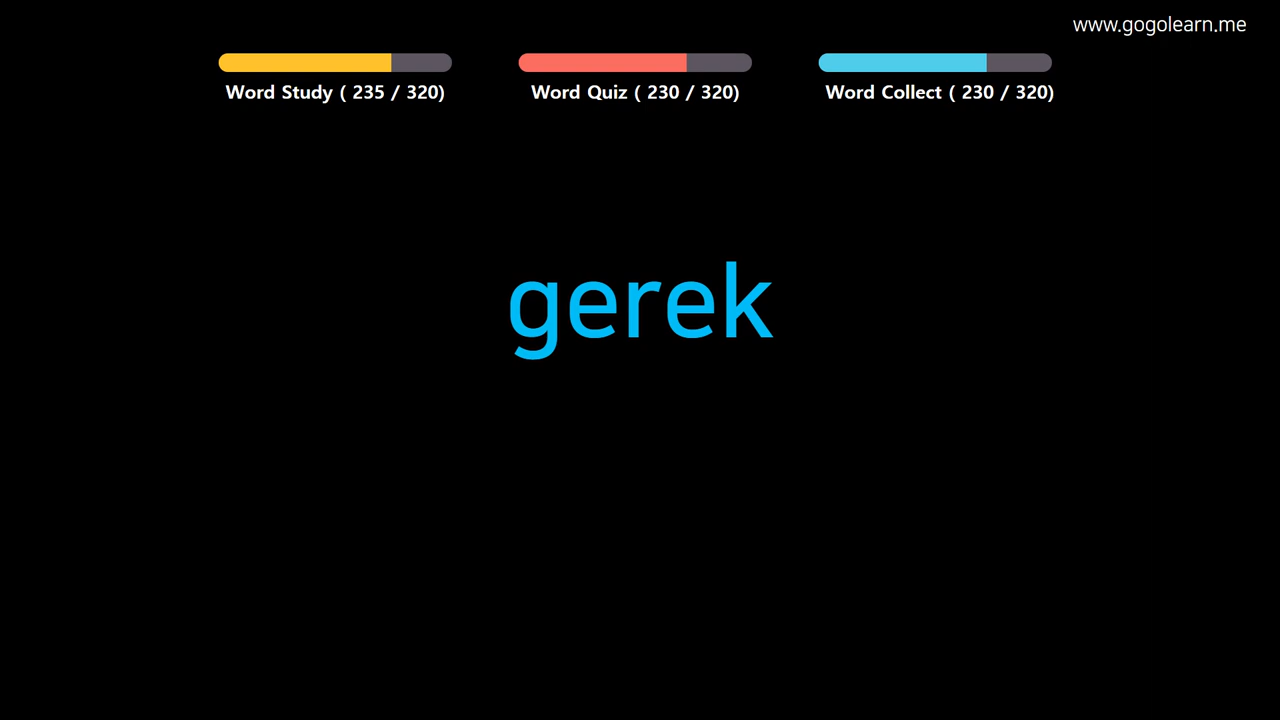 www.gogolearn.me
Word Study ( 235 / 320)
Word Quiz ( 230 / 320)
Word Collect ( 230 / 320)
gerek